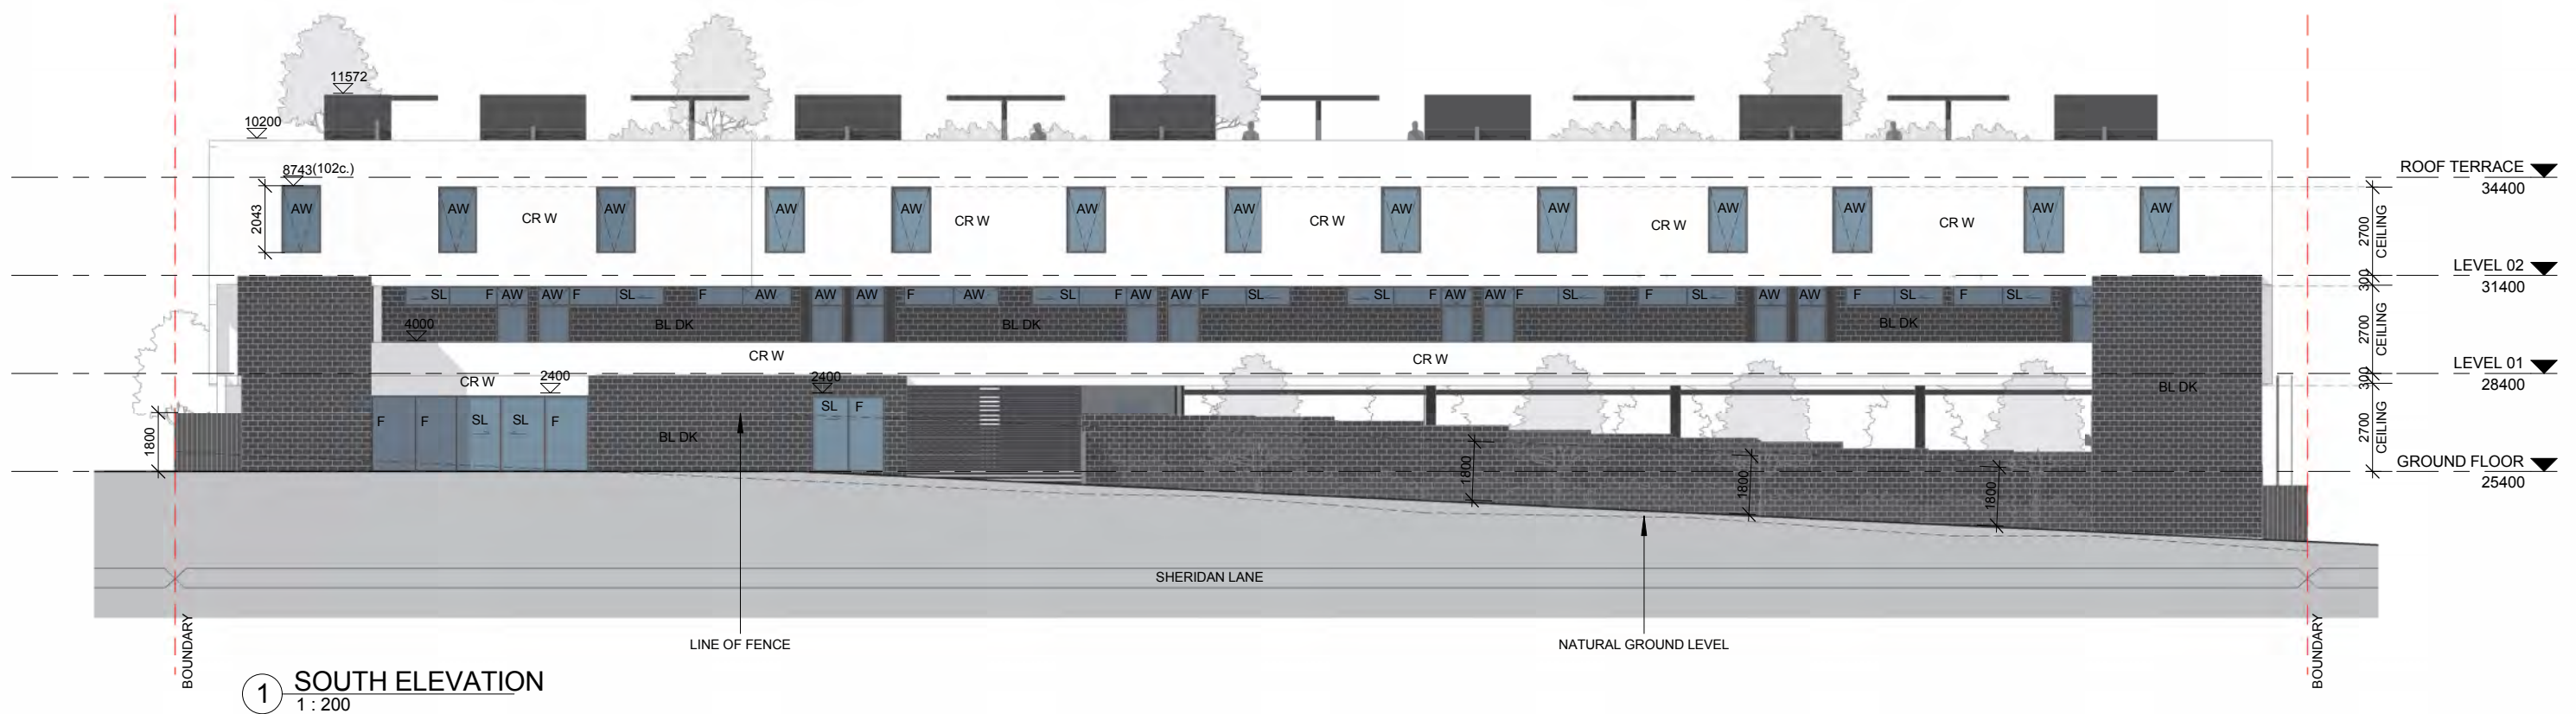 11572
10200
8743(102c.)
ROOF TERRACE
34400
2043
AW AW AW AW AW AW AW AW AW AW AW AW AW
CR W CR W CR W CR W CR W
2700
CEILING
LEVEL 02
31400
300
SL F AW AW F SL F AW AW AW F AW SL F AW AW F SL SL F AW AW F SL F SL AW AW F SL F SL
4000
BL DK BL DK BL DK
2700
CEILING
CR W CR W
LEVEL 01
28400
300
CR W
2400
2400
BL DK
SL F
F F SL SL F
BL DK
1800
2700
CEILING
GROUND FLOOR
25400
1800
1800
1800
SHERIDAN LANE
BOUNDARY
LINE OF FENCE
NATURAL GROUND LEVEL
BOUNDARY
1 SOUTH ELEVATION
1 : 200